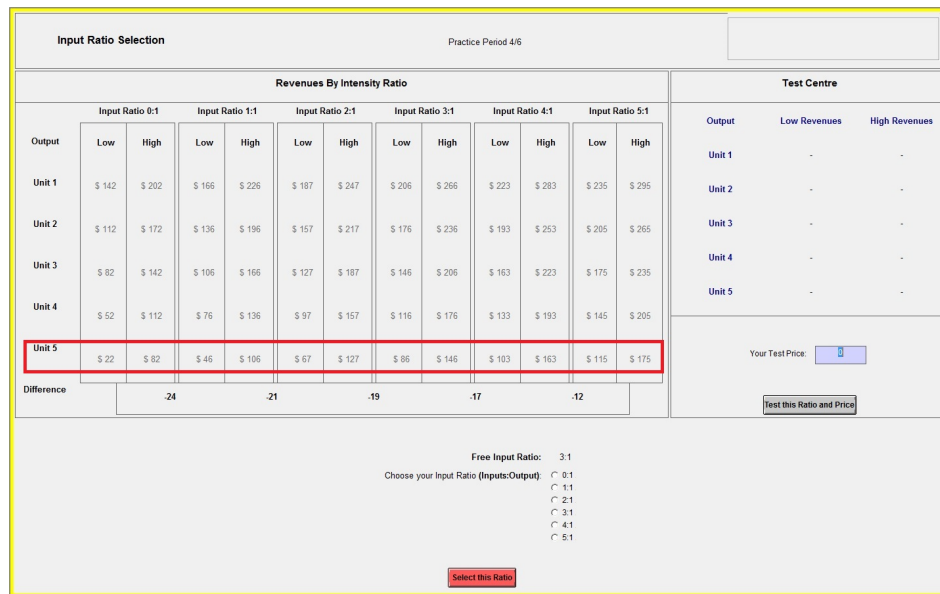 Input Ratio Selection
Practice Period 4/6
Revenues By Intensity Ratio
Input Ratio 0:1 Input Ratio 1:1 Input Ratio 2:1 Input Ratio 3:1 Input Ratio 4:1 Input Ratio 5:1
Output Low High Low High Low High Low High Low High Low High
Unit 1 $ 142 $ 202 $ 166 $ 226 $ 187 $ 247 $ 206 $ 266 $ 223 $ 283 $ 235 $ 295
Unit 2 $ 112 $ 172 $ 136 $ 196 $ 157 $ 217 $ 176 $ 236 $ 193 $ 253 $ 205 $ 265
Unit 3 $ 82 $ 142 $ 106 $ 166 $ 127 $ 187 $ 146 $ 206 $ 163 $ 223 $ 175 $ 235
Unit 4 $ 52 $ 112 $ 76 $ 136 $ 97 $ 157 $ 116 $ 176 $ 133 $ 193 $ 145 $ 205
Unit 5 $ 22 $ 82 $ 46 $ 106 $ 67 $ 127 $ 86 $ 146 $ 103 $ 163 $ 115 $ 175
Difference -24 -21 -19 -17 -12
Test Centre
Output Low Revenues High Revenues
Unit 1 - -
Unit 2 - -
Unit 3 - -
Unit 4 - -
Unit 5 - -
Your Test Price: 0
Test this Ratio and Price
Free Input Ratio: 3:1
Choose your Input Ratio (Inputs:Output): 0:1
1:1
2:1
3:1
4:1
5:1
Select this Ratio